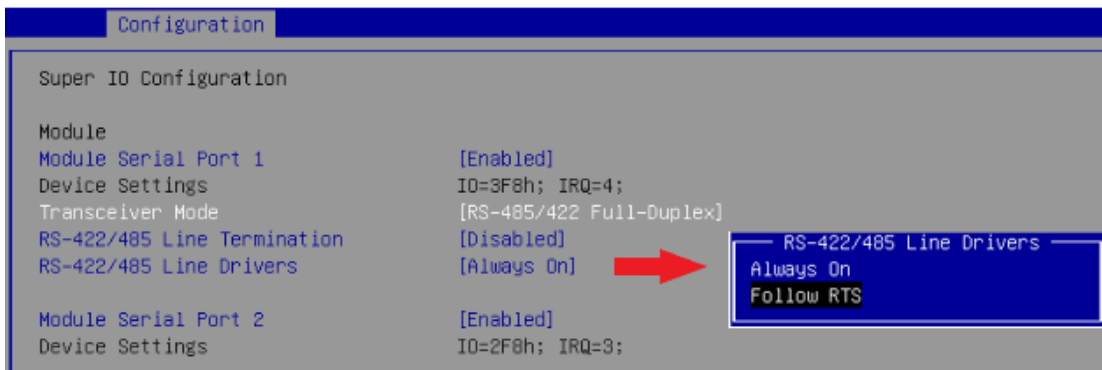 Configuration
Super IO Configuration
Module
Module Serial Port 1 [Enabled]
Device Settings IO=3F8h; IRQ=4;
Transceiver Mode [RS-485/422 Full-Duplex]
RS-422/485 Line Termination [Disabled]
RS-422/485 Line Drivers [Always On]
RS-422/485 Line Drivers
Always On
Follow RTS
Module Serial Port 2 [Enabled]
Device Settings IO=2F8h; IRQ=3;